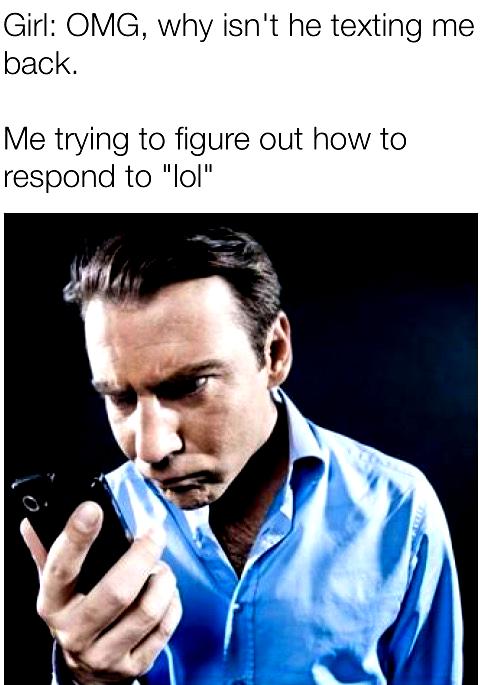 Girl: OMG, why isn't he texting me
back.
Me trying to figure out how to
respond to "lol"